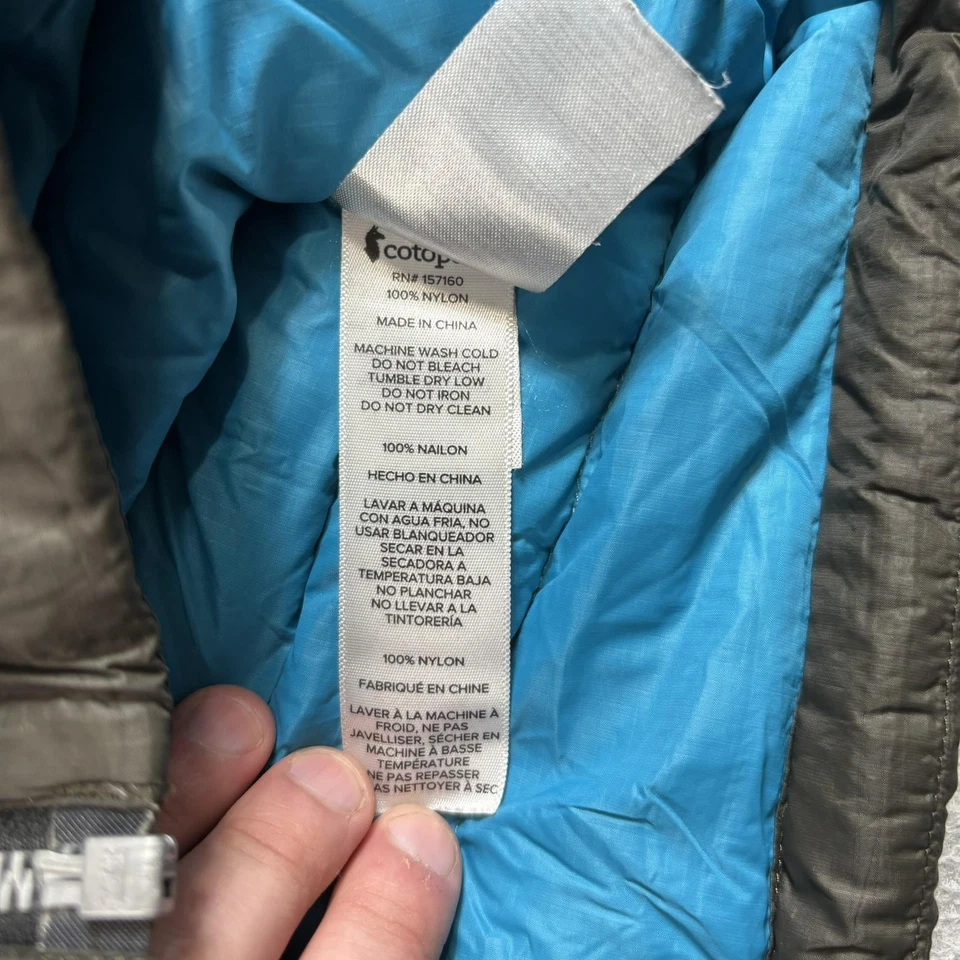 RN# 157160
100% NYLON
MADE IN CHINA
MACHINE WASH COLD
DO NOT BLEACH
TUMBLE DRY LOW
DO NOT IRON
DO NOT DRY CLEAN
100% NAILON
HECHO EN CHINA
LAVAR A MÁQUINA
CON AGUA FRIA, NO
USAR BLANQUEADOR
SECAR EN LA
SECADORA A
TEMPERATURA BAJA
NO PLANCHAR
NO LLEVAR A LA
TINTORERÍA
100% NYLON
FABRIQUÉ EN CHINE
LAVER À LA MACHINE À
FROID, NE PAS
JAVELLISER, SÉCHER EN
MACHINE À BASSE
TEMPÉRATURE
NE PAS REPASSER
NETTOYER À SEC